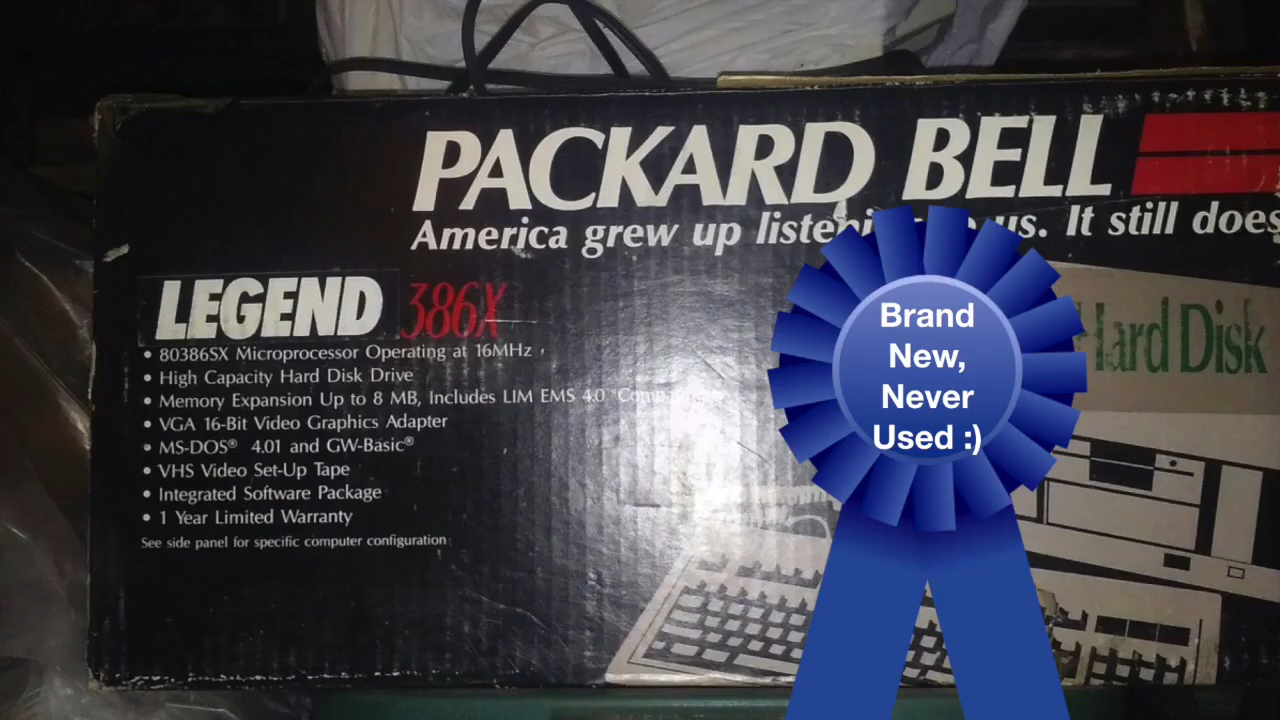 PACKARD BELL
America grew up us. It still does
LEGEND 386X
• 80386SX Microprocessor Operating at 16MHz
• High Capacity Hard Disk Drive
• Memory Expansion Up to 8 MB, Includes LIM EMS 4.0
• VGA 16-Bit Video Graphics Adapter
• MS-DOS® 4.01 and GW-Basic®
• VHS Video Set-Up Tape
• Integrated Software Package
• 1 Year Limited Warranty
See side panel for specific computer configuration
Hard Disk
Brand
New,
Never
Used :)